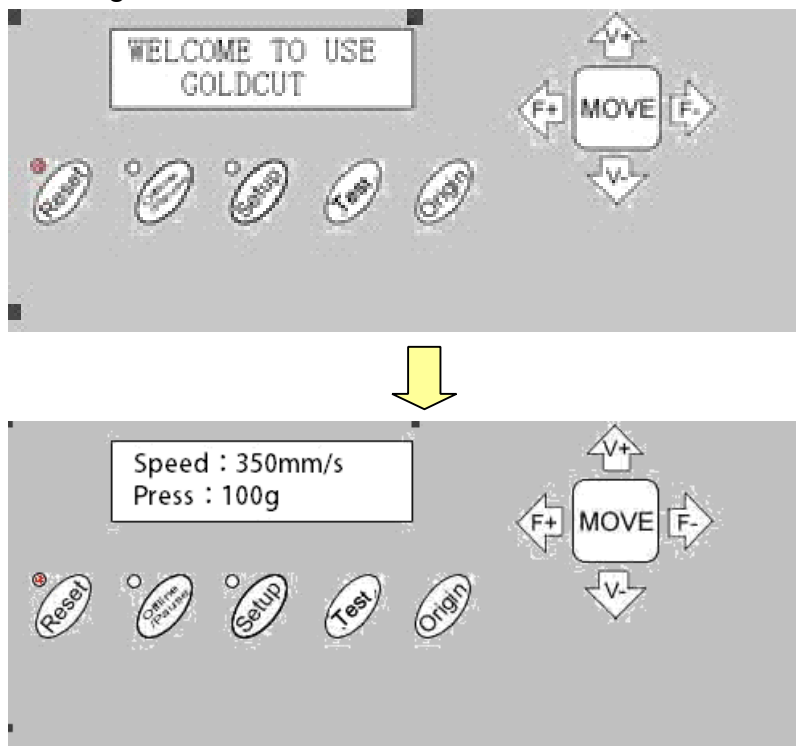 WELCOME TO USE
GOLDCUT
V+
F+ MOVE F-
V-
Reset Setup Test Origin
Speed：350mm/s
Press：100g
V+
F+ MOVE F-
V-
Reset Offline /Pause Setup Test Origin